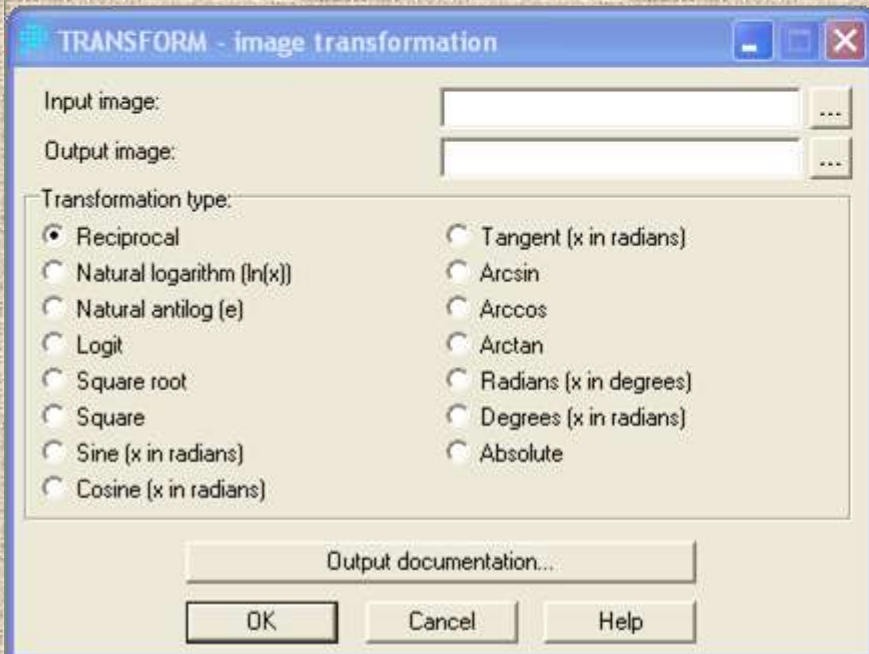 TRANSFORM - image transformation
Input image:
...
Output image:
...
Transformation type:
Reciprocal
Natural logarithm (ln(x))
Natural antilog (e)
Logit
Square root
Square
Sine (x in radians)
Cosine (x in radians)
Tangent (x in radians)
Arcsin
Arccos
Arctan
Radians (x in degrees)
Degrees (x in radians)
Absolute
Output documentation...
OK Cancel Help